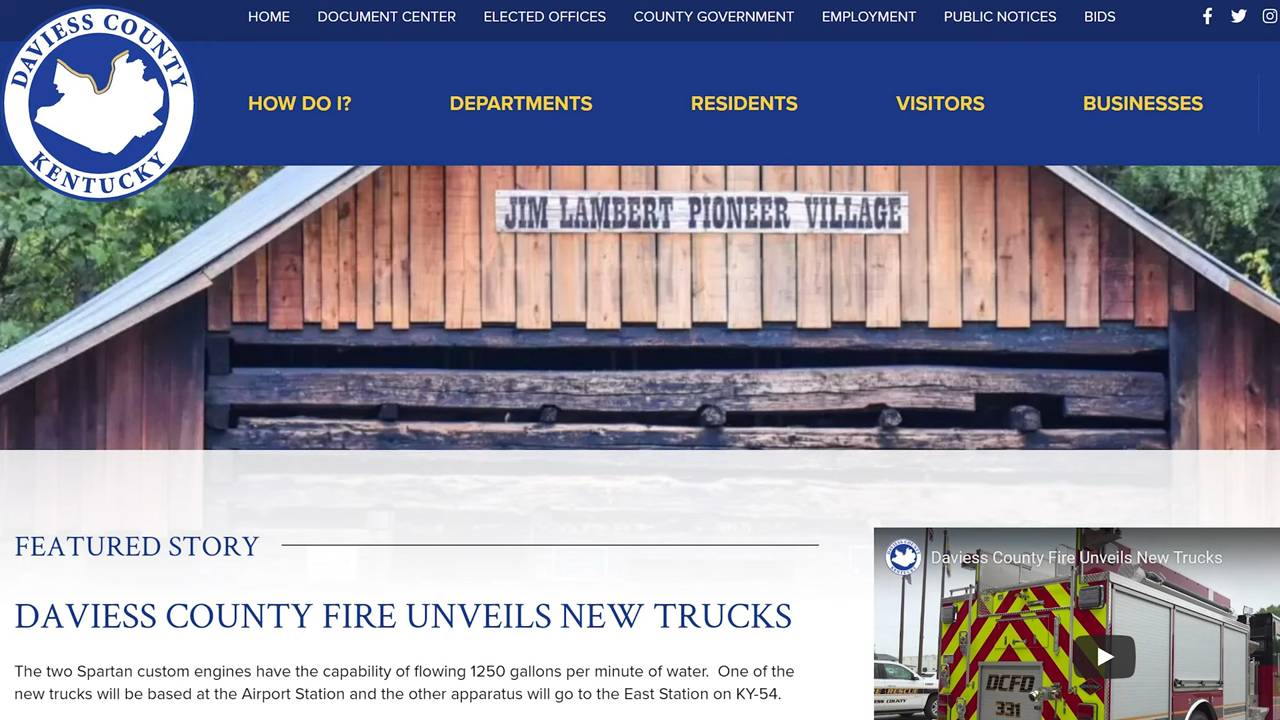 HOME DOCUMENT CENTER ELECTED OFFICES COUNTY GOVERNMENT EMPLOYMENT PUBLIC NOTICES BIDS
DAVIESS COUNTY
KENTUCKY
HOW DO I? DEPARTMENTS RESIDENTS VISITORS BUSINESSES
JIM LAMBERT PIONEER VILLAGE
FEATURED STORY
DAVIESS COUNTY FIRE UNVEILS NEW TRUCKS
The two Spartan custom engines have the capability of flowing 1250 gallons per minute of water. One of the
new trucks will be based at the Airport Station and the other apparatus will go to the East Station on KY-54.
Daviess County Fire Unveils New Trucks
DCFD
331